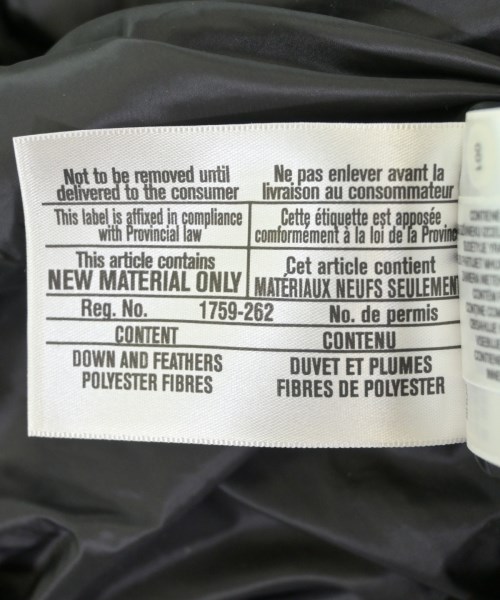 Not to be removed until
delivered to the consumer
Ne pas enlever avant la
livraison au consommateur
This label is affixed in compliance
with Provincial law
Cette étiquette est apposée
conformément à la loi de la
This article contains
NEW MATERIAL ONLY
Cet article contient
MATÉRIAUX NEUFS
Reg. No. 1759-262 No. de permis
CONTENT
CONTENU
DOWN AND FEATHERS
POLYESTER FIBRES
DUVET ET PLUMES
FIBRES DE POLYESTER